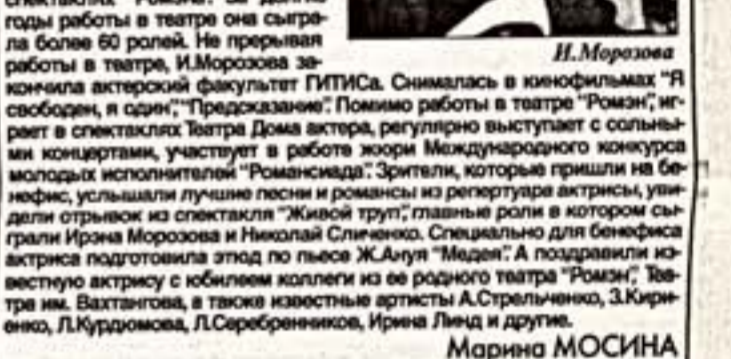 спектаклях "Ромэна". За долгие
годы работы в театре она сыгра-
ла более 60 ролей. Не прерывая
работы в театре, И.Морозова за-
И.Морозова
кончила актерский факультет ГИТИСа. Снималась в кинофильмах "Я
свободен, я один", "Предсказание". Помимо работы в театре "Ромэн", иг-
рает в спектаклях Театра Дома актера, регулярно выступает с сольны-
ми концертами, участвует в работе жюри Международного конкурса
молодых исполнителей "Романсиада". Зрители, которые пришли на бе-
нефис, услышали лучшие песни и романсы из репертуара актрисы, уви-
дели отрывок из спектакля "Живой труп", главные роли в котором сы-
грали Ирэна Морозова и Николай Сличенко. Специально для бенефиса
актриса подготовила этюд по пьесе Ж.Ануя "Медея". А поздравили из-
вестную актрису с юбилеем коллеги из ее родного театра "Ромэн", Теа-
тра им. Вахтангова, а также известные артисты А.Стрельченко, З.Кири-
енко, Л.Курдюмова, Л.Серебренников, Ирина Линд и другие.
Марина МОСИНА